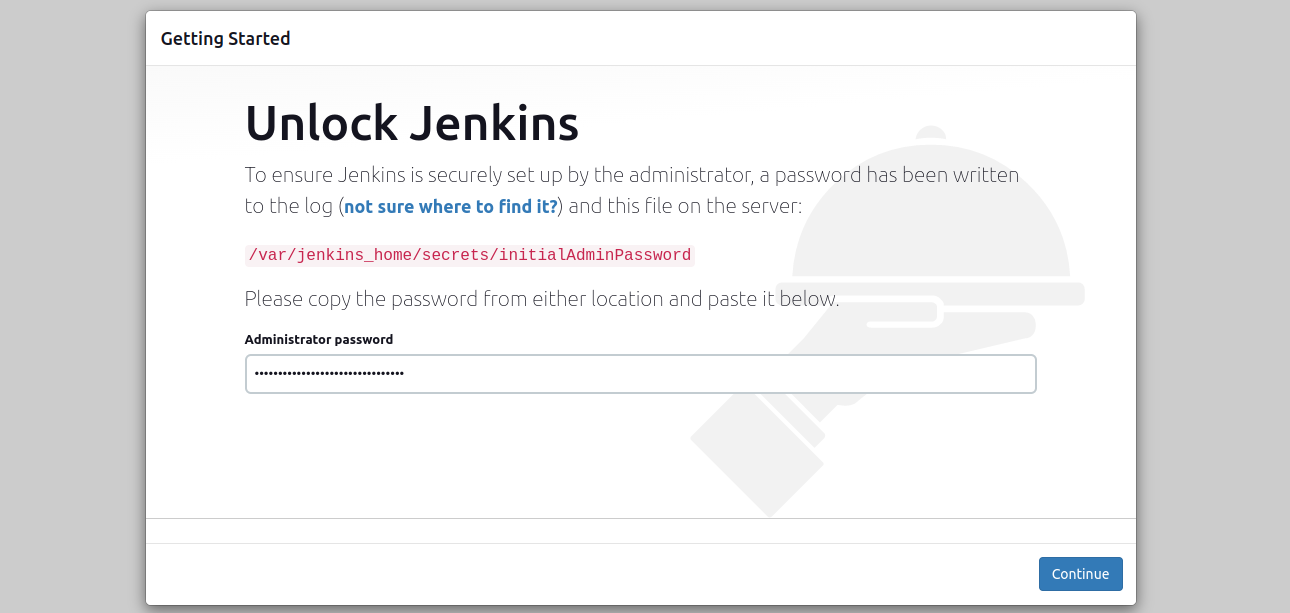 Getting Started
Unlock Jenkins
To ensure Jenkins is securely set up by the administrator, a password has been written
to the log (not sure where to find it?) and this file on the server:
/var/jenkins_home/secrets/initialAdminPassword
Please copy the password from either location and paste it below.
Administrator password
••••••••••••••••••••••••••••••••
Continue